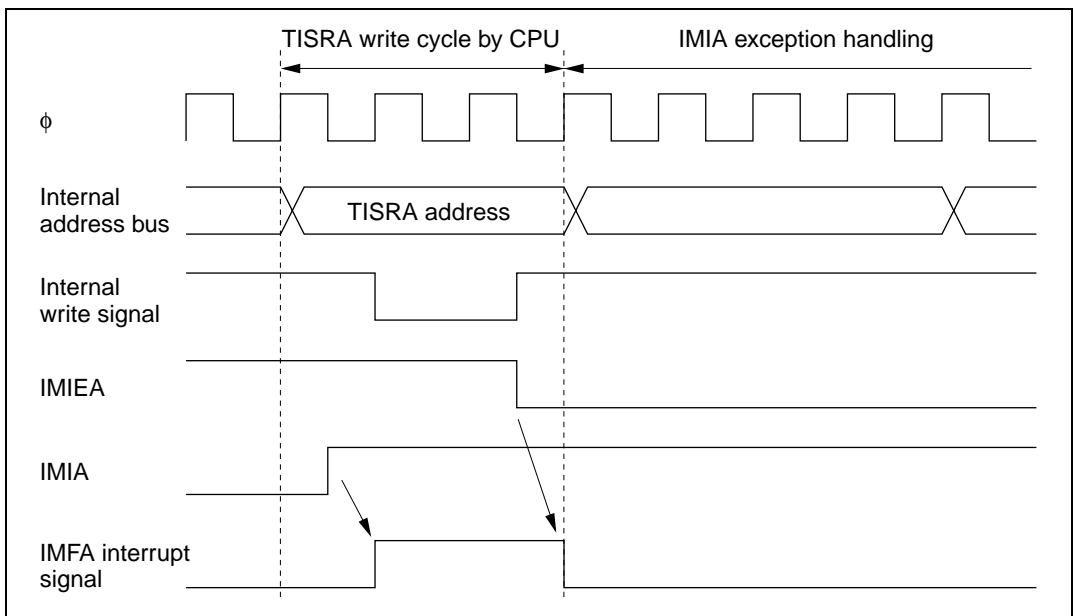 TISRA write cycle by CPU
IMIA exception handling
ϕ
Internal
address bus
TISRA address
Internal
write signal
IMIEA
IMIA
IMFA interrupt
signal